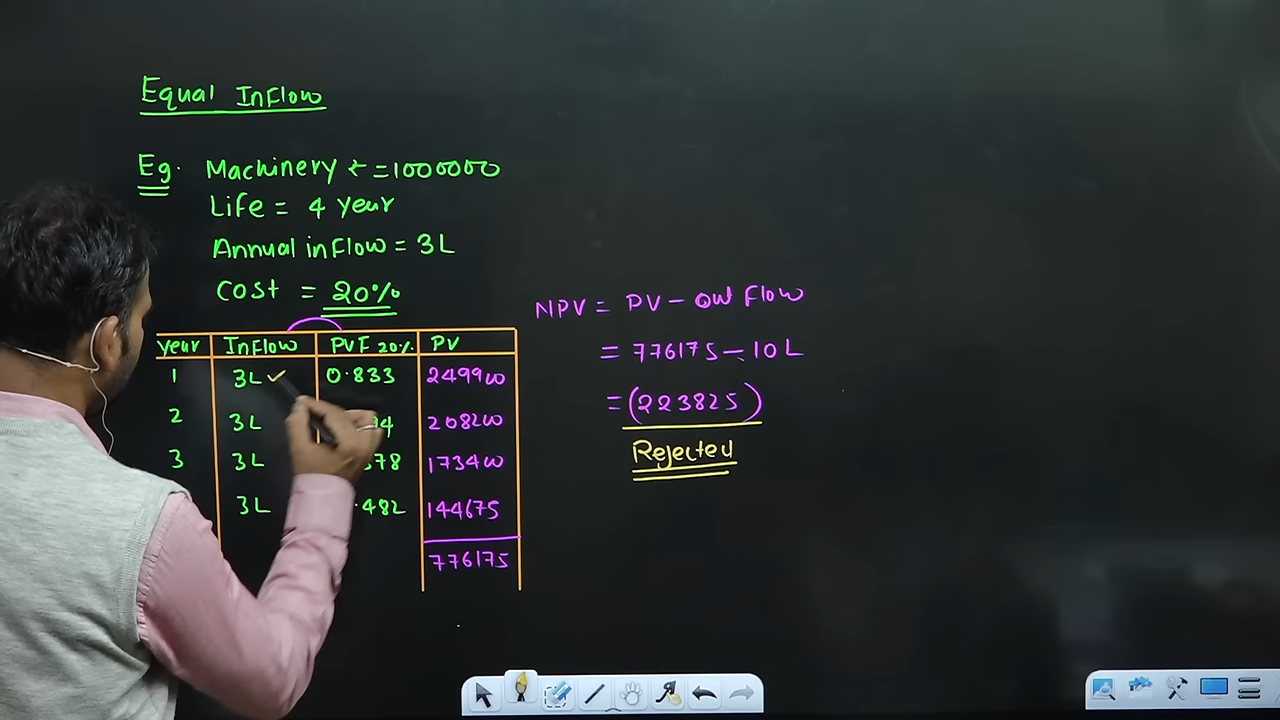 Equal InFlow
Eg. Machinery ₹ = 1000000
Life = 4 year
Annual inFlow = 3L
Cost = 20%
year InFlow PVF 20% PV
1 3L ✓ 0.833 249900
2 3L 208200
3 3L 173400
3L .482 144675
776175
NPV = PV - OutFlow
= 776175 - 10L
= (223825)
Rejected